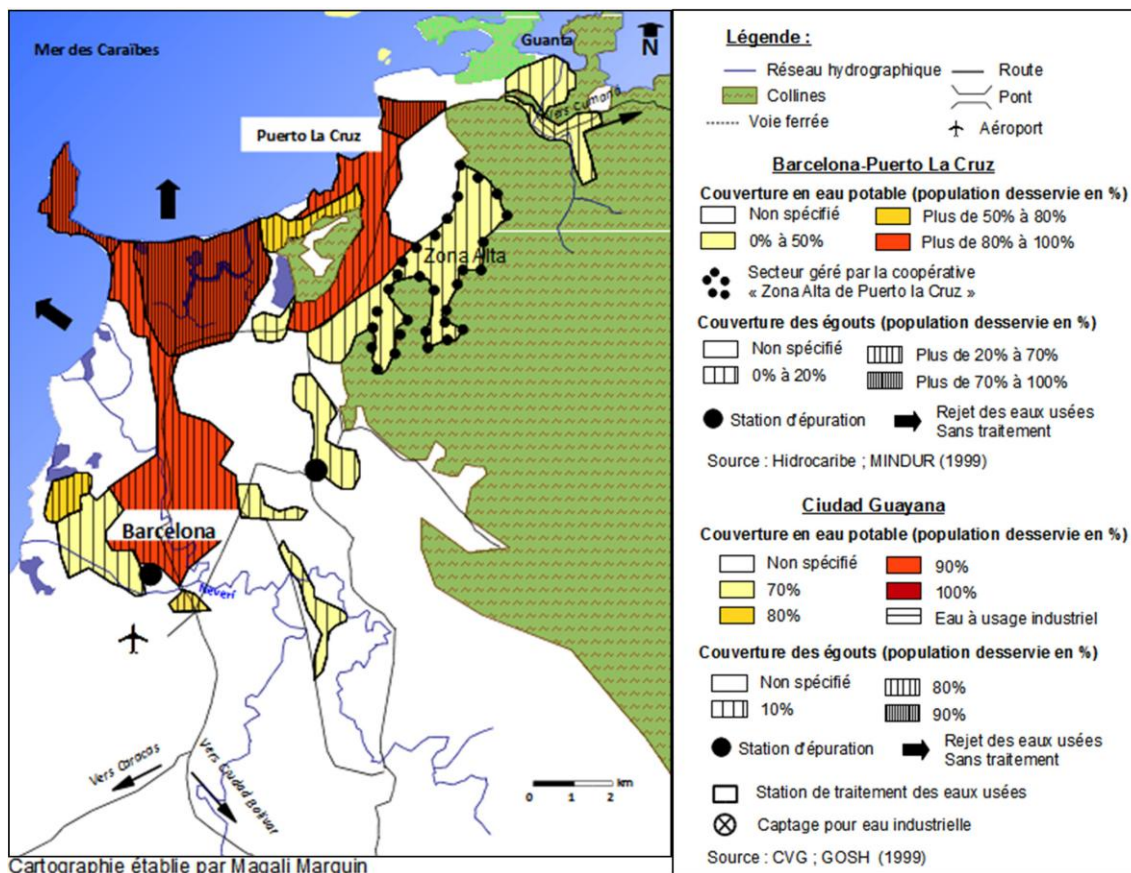 Mer des Caraïbes
Guanta
N
Vers Cumaná
Puerto La Cruz
Zona Alta
Barcelona
Neverí
Vers Caracas
Vers Ciudad Bolívar
km
0 1 2
Cartographie établie par Magali Marguin
Légende :
Réseau hydrographique
Route
Collines
Pont
Voie ferrée
Aéroport
Barcelona-Puerto La Cruz
Couverture en eau potable (population desservie en %)
Non spécifié
Plus de 50% à 80%
0% à 50%
Plus de 80% à 100%
Secteur géré par la coopérative
« Zona Alta de Puerto la Cruz »
Couverture des égouts (population desservie en %)
Non spécifié
Plus de 20% à 70%
0% à 20%
Plus de 70% à 100%
Station d'épuration
Rejet des eaux usées
Sans traitement
Source : Hidrocaribe ; MINDUR (1999)
Ciudad Guayana
Couverture en eau potable (population desservie en %)
Non spécifié
90%
70%
100%
80%
Eau à usage industriel
Couverture des égouts (population desservie en %)
Non spécifié
80%
10%
90%
Station d'épuration
Rejet des eaux usées
Sans traitement
Station de traitement des eaux usées
Captage pour eau industrielle
Source : CVG ; GOSH (1999)